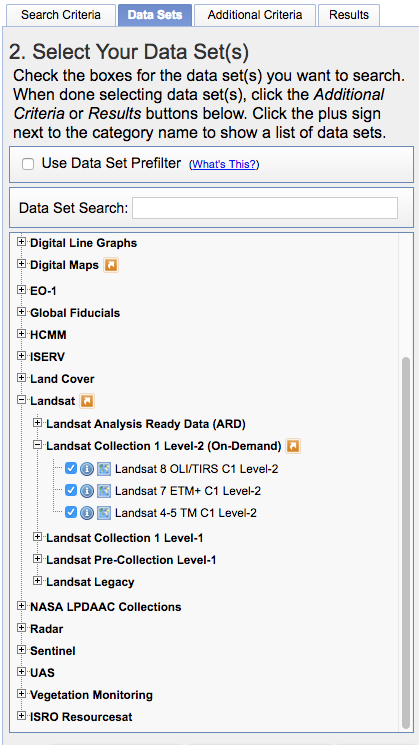 Search Criteria Data Sets Additional Criteria Results
2. Select Your Data Set(s)
Check the boxes for the data set(s) you want to search.
When done selecting data set(s), click the Additional
Criteria or Results buttons below. Click the plus sign
next to the category name to show a list of data sets.
Use Data Set Prefilter (What's This?)
Data Set Search:
Digital Line Graphs
Digital Maps
EO-1
Global Fiducials
HCMM
ISERV
Land Cover
Landsat
Landsat Analysis Ready Data (ARD)
Landsat Collection 1 Level-2 (On-Demand)
Landsat 8 OLI/TIRS C1 Level-2
Landsat 7 ETM+ C1 Level-2
Landsat 4-5 TM C1 Level-2
Landsat Collection 1 Level-1
Landsat Pre-Collection Level-1
Landsat Legacy
NASA LPDAAC Collections
Radar
Sentinel
UAS
Vegetation Monitoring
ISRO Resourcesat